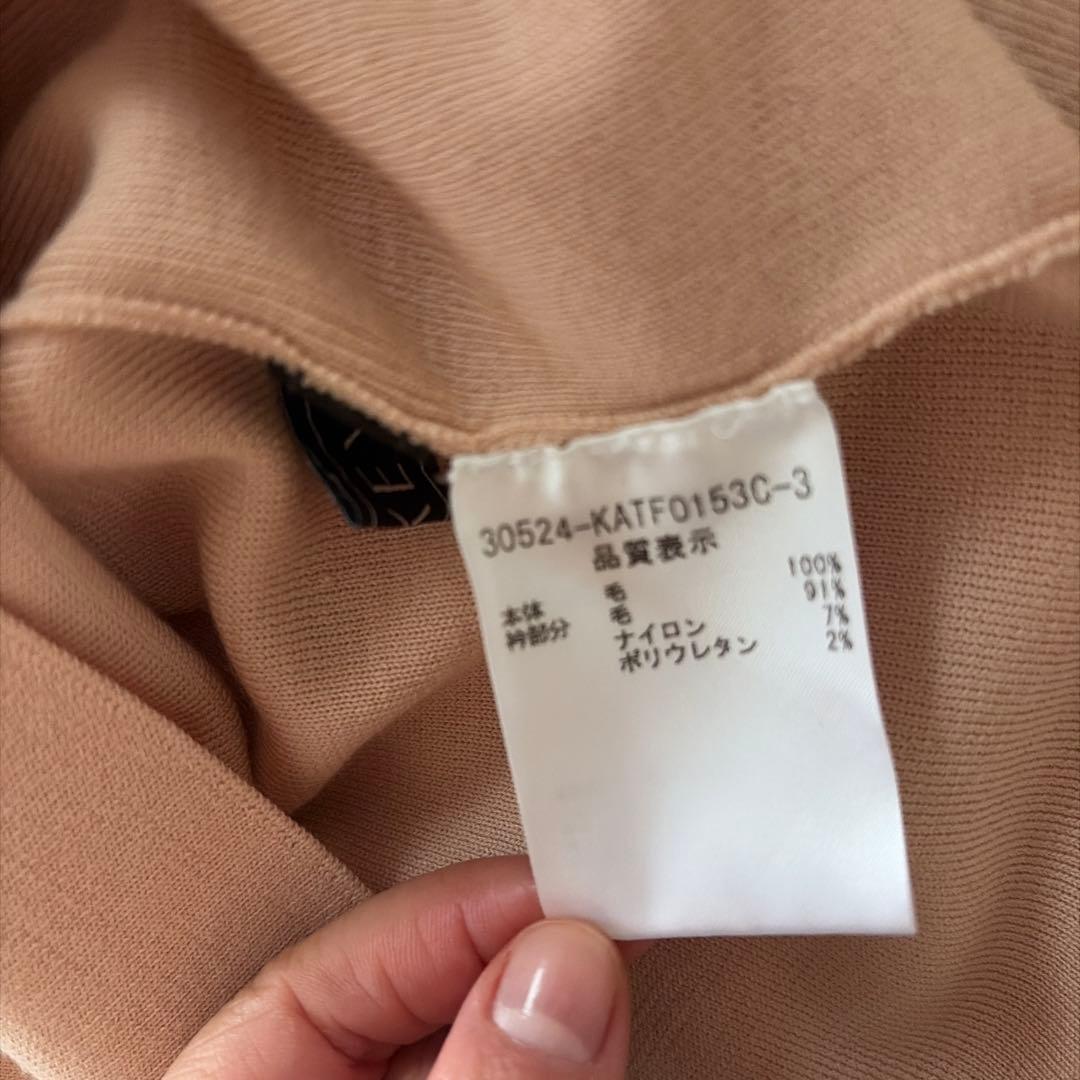 30524-KATF0153C-3
品質表示
本体 毛 100%
衿部分 毛 91%
ナイロン 7%
ポリウレタン 2%